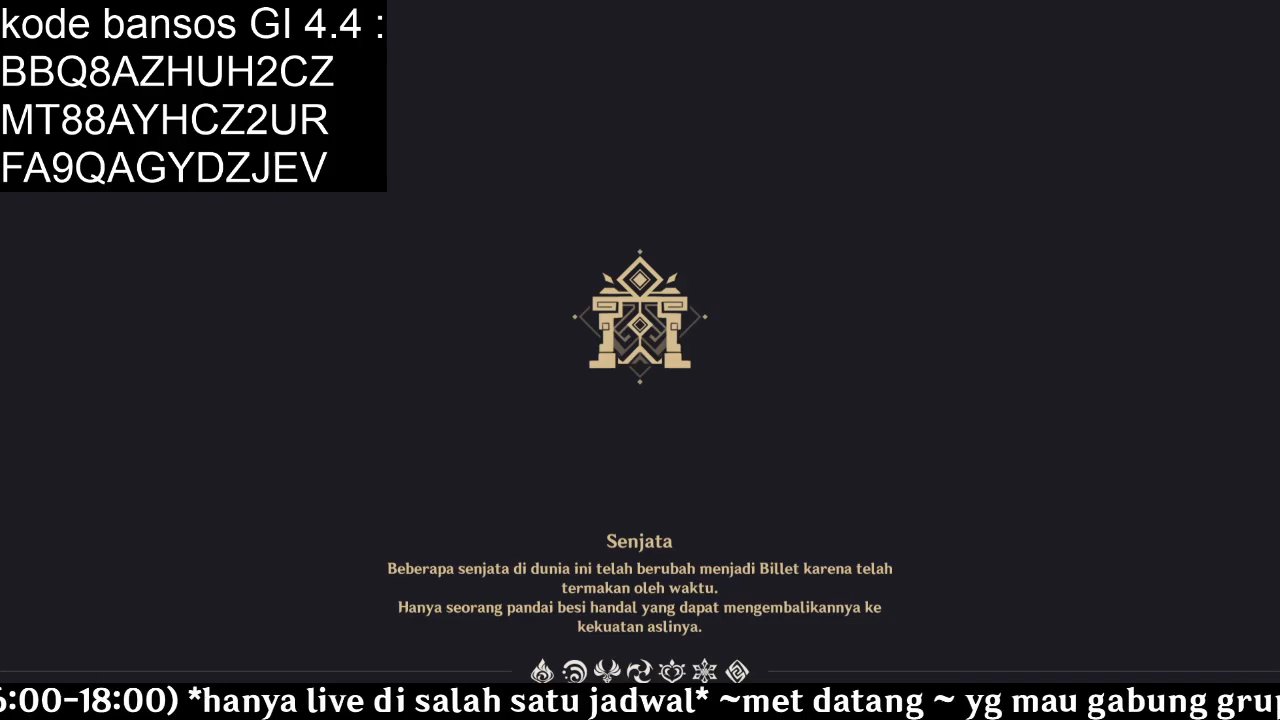 kode bansos GI 4.4 :
BBQ8AZHUH2CZ
MT88AYHCZ2UR
FA9QAGYDZJEV
Senjata
Beberapa senjata di dunia ini telah berubah menjadi Billet karena telah
termakan oleh waktu.
Hanya seorang pandai besi handal yang dapat mengembalikannya ke
kekuatan aslinya.
6:00-18:00) *hanya live di salah satu jadwal* ~met datang ~ yg mau gabung gru